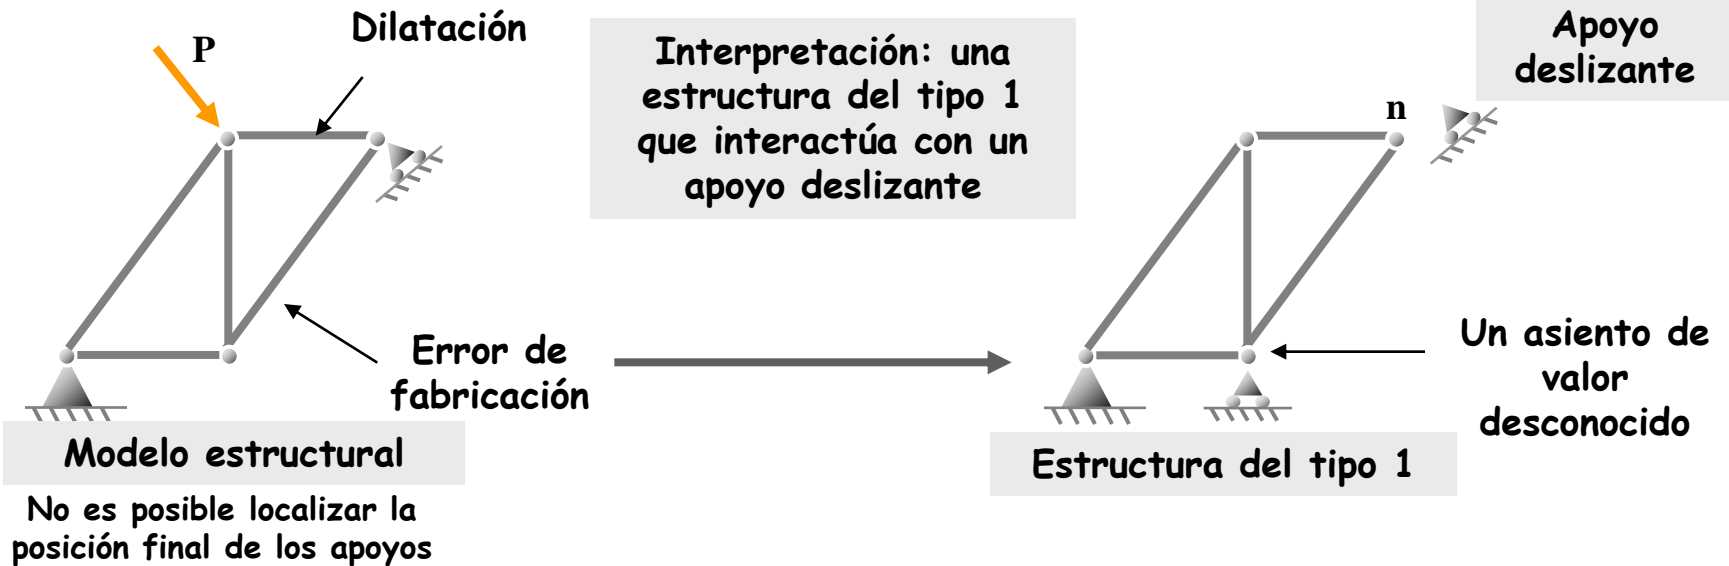 P
Dilatación
Error de
fabricación
Modelo estructural
No es posible localizar la
posición final de los apoyos
Interpretación: una
estructura del tipo 1
que interactúa con un
apoyo deslizante
Apoyo
deslizante
n
Un asiento de
valor
desconocido
Estructura del tipo 1